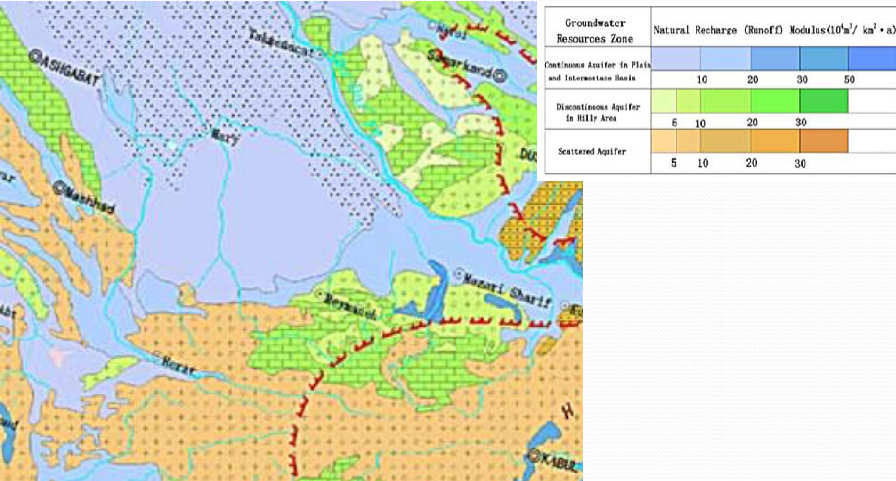 ASHGABAT
Samarkand
Mary
DU
Mashhad
Mazari Sharif
Herat
H
KABUL
Groundwater
Resources Zone
Natural Recharge (Runoff) Modulus(10⁴m³/ km²・a)
Continuous Aquifer in Plain
and Intermontane Basin
10 20 30 50
Discontinuous Aquifer
in Hilly Area
5 10 20 30
Scattered Aquifer
5 10 20 30